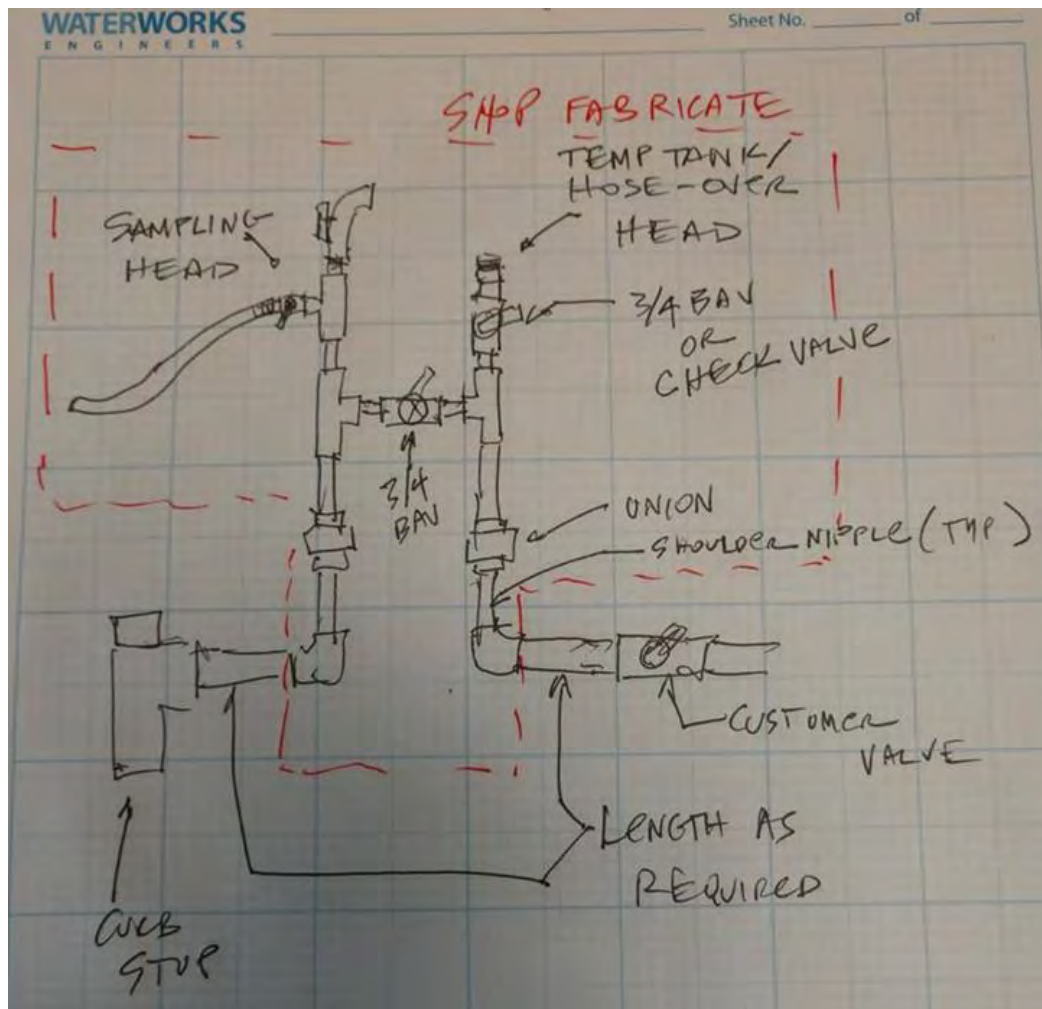 WATERWORKS
ENGINEERS
Sheet No. of
SHOP FABRICATE
TEMP TANK/
HOSE-OVER
HEAD
SAMPLING
HEAD
3/4 BAV
OR
CHECK VALVE
3/4
BAV
UNION
SHOULDER NIPPLE (TYP)
CUSTOMER
VALVE
LENGTH AS
REQUIRED
CURB
STOP